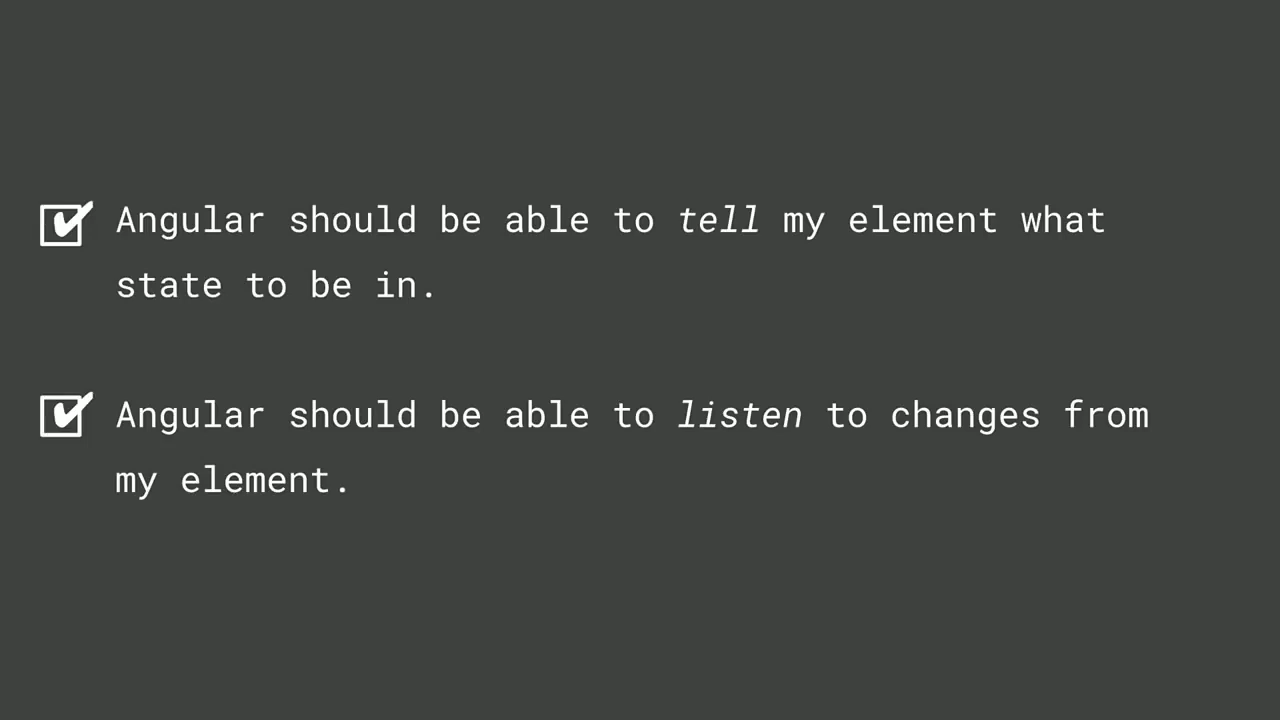 Angular should be able to tell my element what
state to be in.
Angular should be able to listen to changes from
my element.